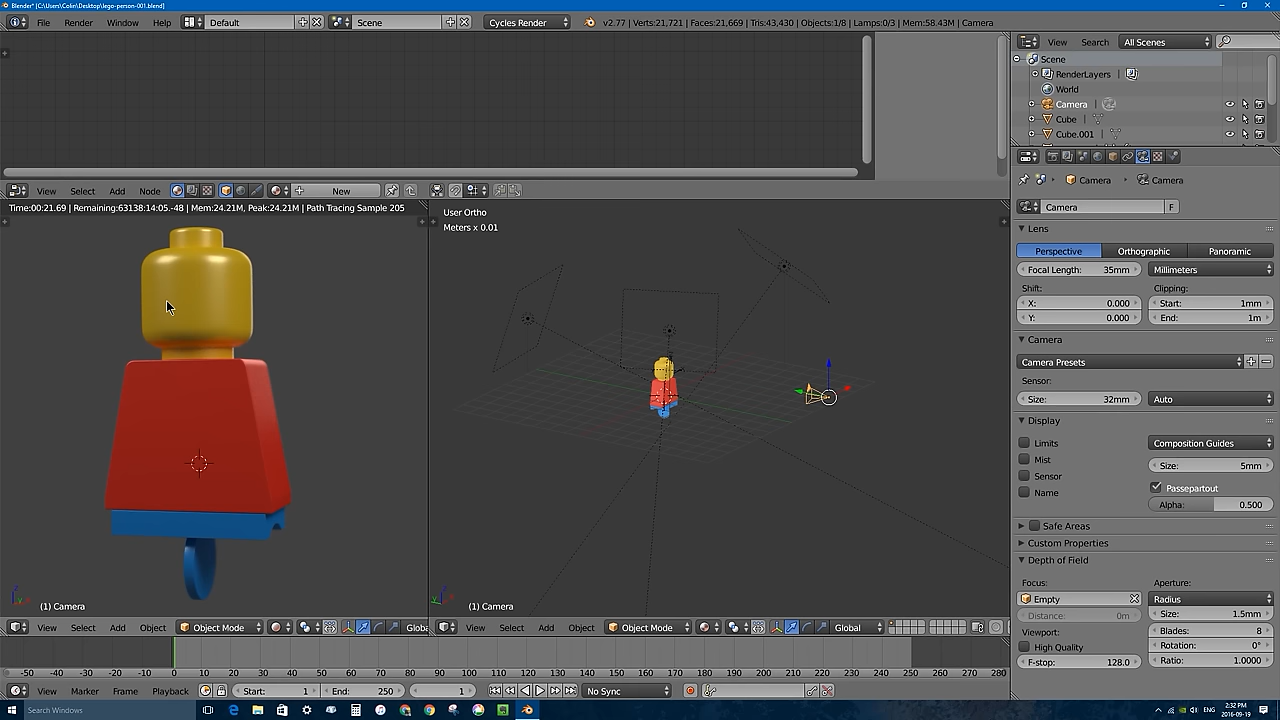 Blender* [C:\Users\Colin\Desktop\lego-person-001.blend]
File Render Window Help Default Scene Cycles Render v2.77 | Verts:21,721 | Faces:21,669 | Tris:43,430 | Objects:1/8 | Lamps:0/3 | Mem:58.43M | Camera
View Search All Scenes
Scene
RenderLayers
World
Camera
Cube
Cube.001
View Select Add Node New
Camera Camera
Time:00:21.69 | Remaining:63138:14:05.-48 | Mem:24.21M, Peak:24.21M | Path Tracing Sample 205
User Ortho
Meters x 0.01
Camera F
Lens
Perspective Orthographic Panoramic
Focal Length: 35mm Millimeters
Shift: Clipping:
X: 0.000 Start: 1mm
Y: 0.000 End: 1m
Camera
Camera Presets
Sensor:
Size: 32mm Auto
Display
Limits Composition Guides
Mist Size: 5mm
Sensor Passepartout
Name Alpha: 0.500
Safe Areas
Custom Properties
Depth of Field
Focus: Aperture:
Empty Radius
Distance: 0m Size: 1.5mm
Viewport: Blades: 8
High Quality Rotation: 0°
F-stop: 128.0 Ratio: 1.0000
(1) Camera (1) Camera
View Select Add Object Object Mode Globa View Select Add Object Object Mode Global
-50 -40 -30 -20 -10 0 10 20 30 40 50 60 70 80 90 100 110 120 130 140 150 160 170 180 190 200 210 220 230 240 250 260 270 280
View Marker Frame Playback Start: 1 End: 250 1 No Sync
Search Windows ENG 2:32 PM
2016-09-19